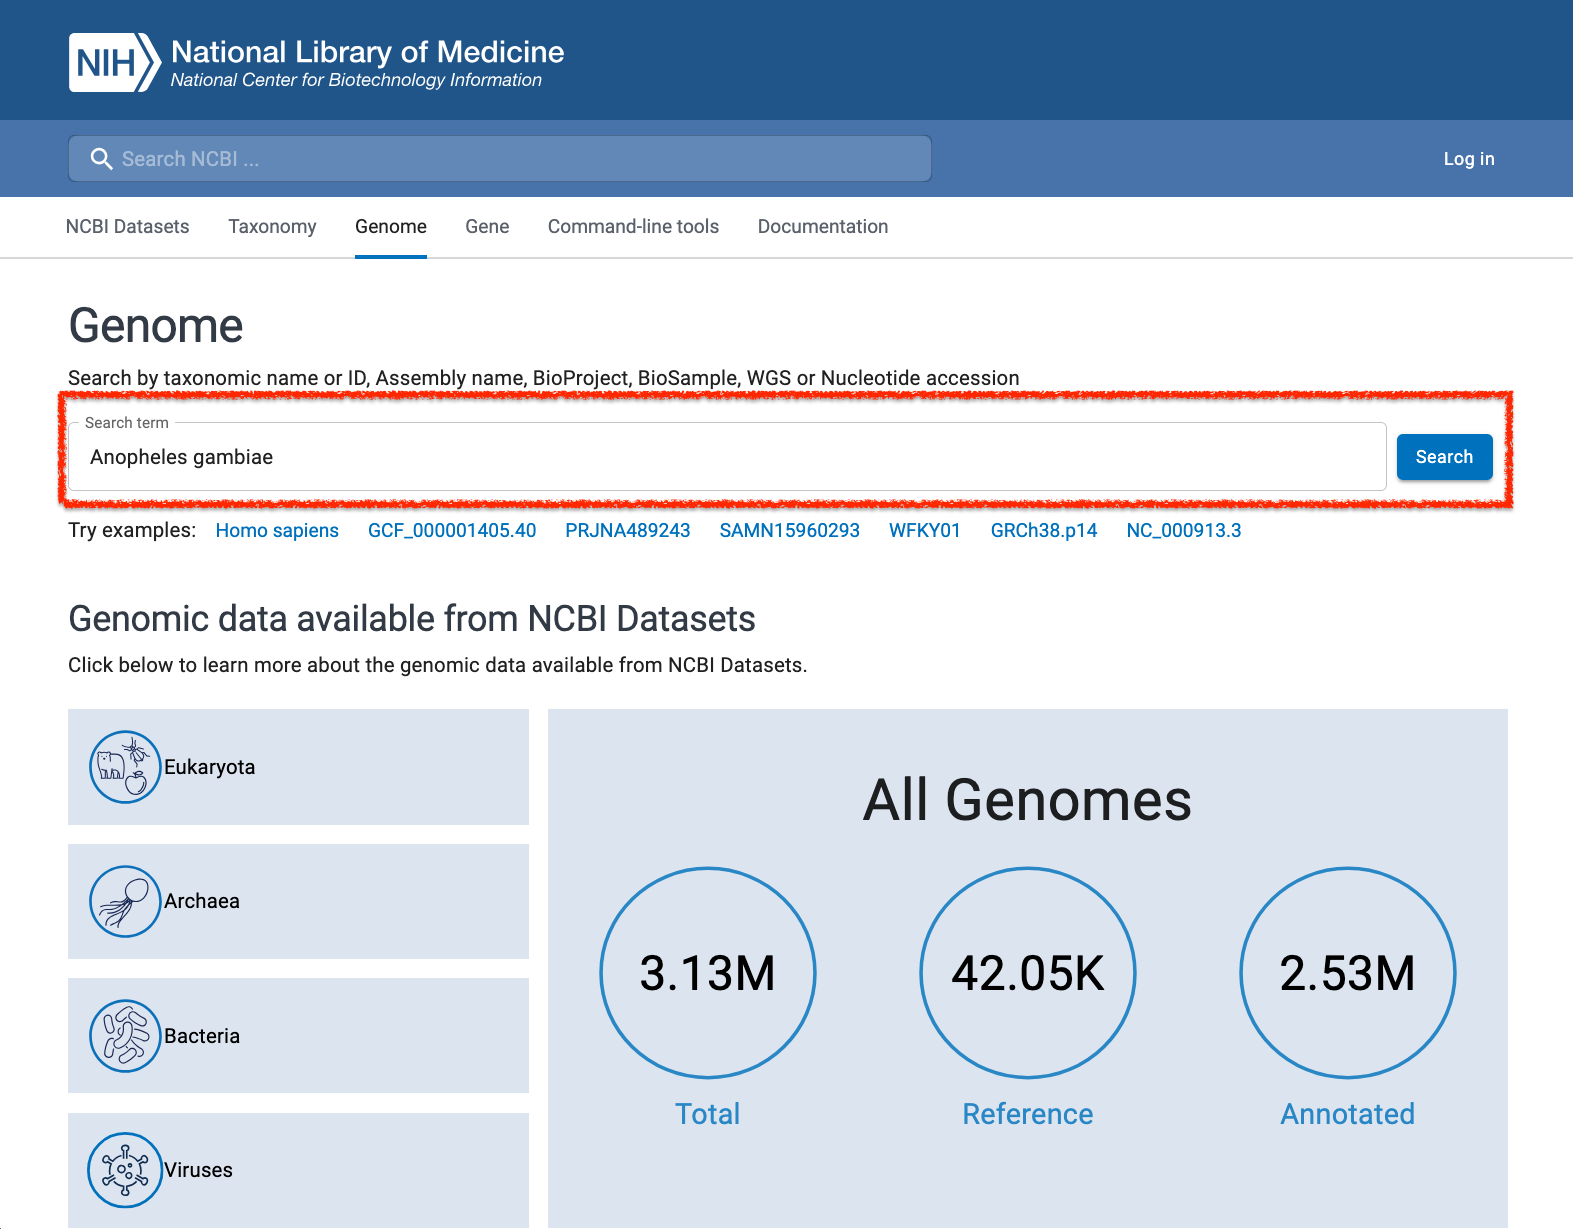 NIH National Library of Medicine
National Center for Biotechnology Information
Search NCBI ...
Log in
NCBI Datasets Taxonomy Genome Gene Command-line tools Documentation
Genome
Search by taxonomic name or ID, Assembly name, BioProject, BioSample, WGS or Nucleotide accession
Search term
Anopheles gambiae
Search
Try examples: Homo sapiens GCF_000001405.40 PRJNA489243 SAMN15960293 WFKY01 GRCh38.p14 NC_000913.3
Genomic data available from NCBI Datasets
Click below to learn more about the genomic data available from NCBI Datasets.
Eukaryota
Archaea
Bacteria
Viruses
All Genomes
3.13M 42.05K 2.53M
Total Reference Annotated